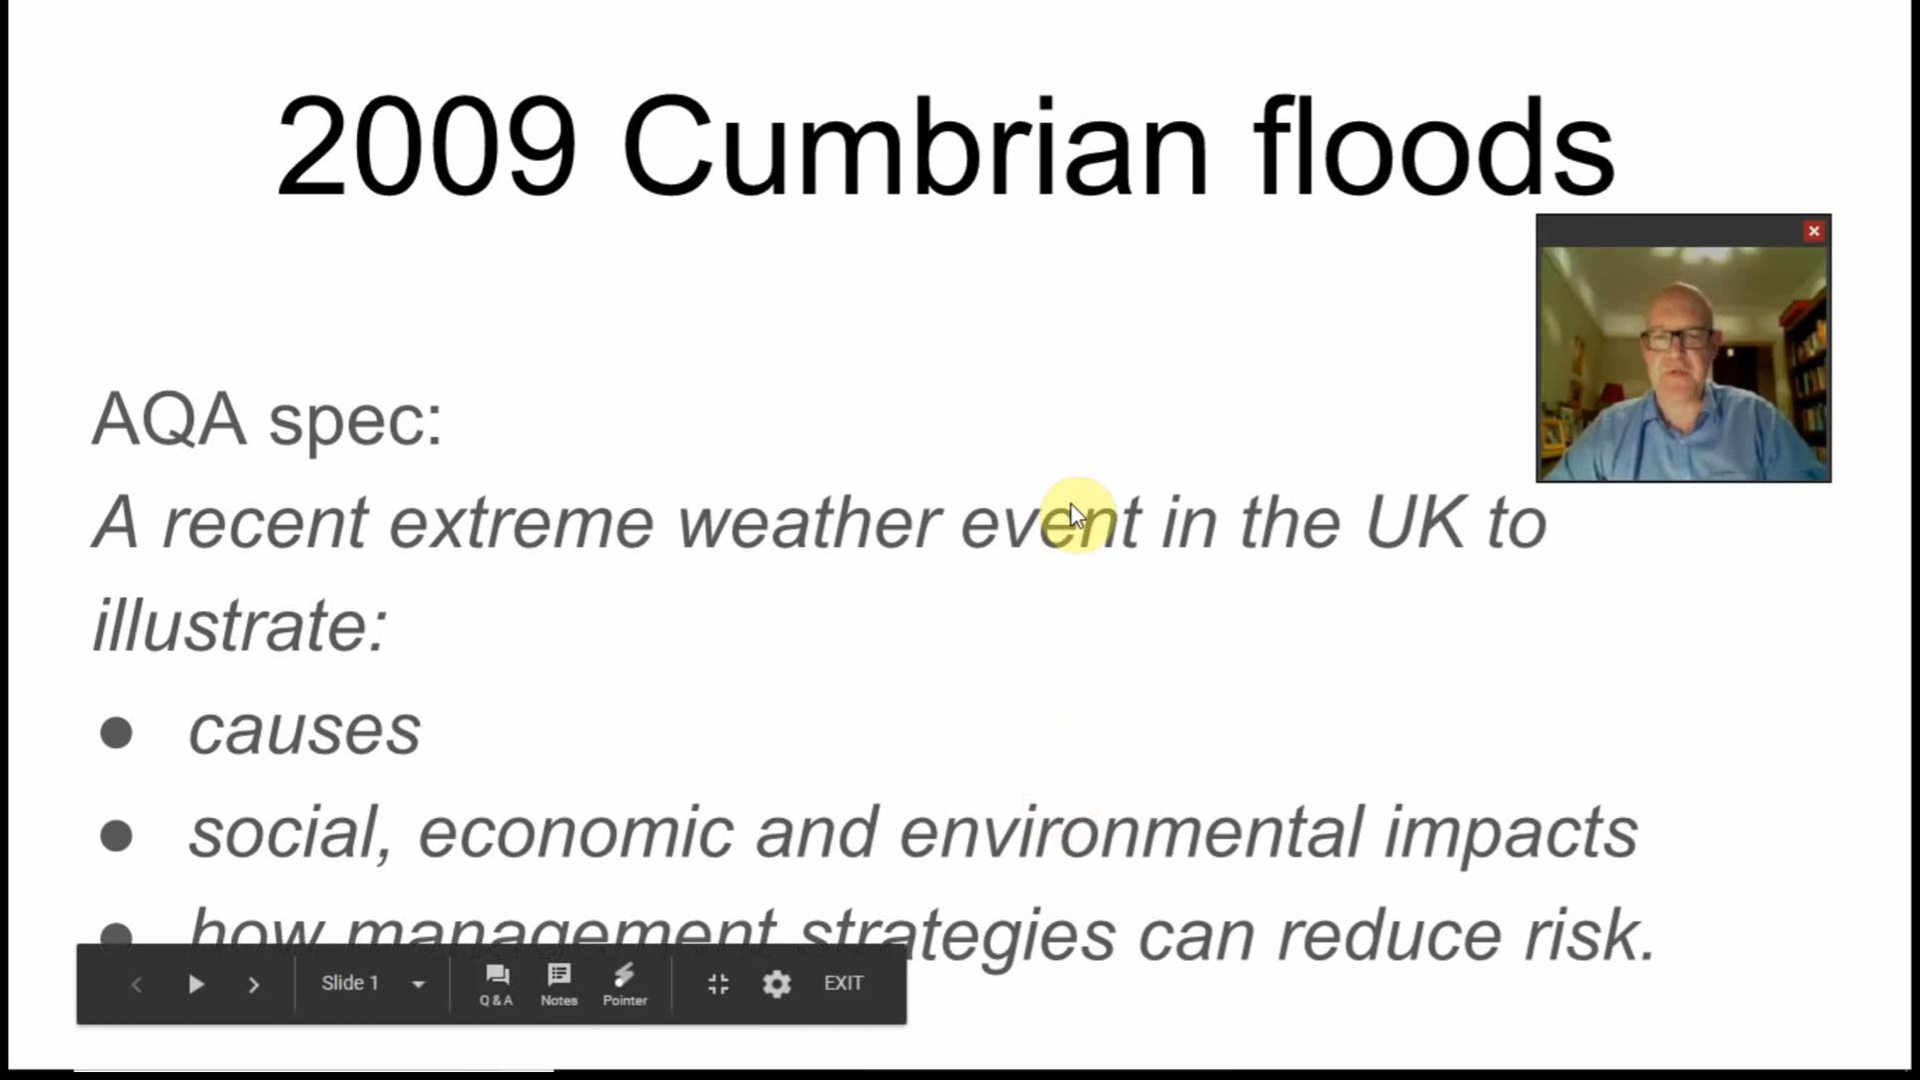 2009 Cumbrian floods
AQA spec:
A recent extreme weather event in the UK to
illustrate:
● causes
● social, economic and environmental impacts
● how management strategies can reduce risk.
Slide 1
Q & A
Notes
Pointer
EXIT